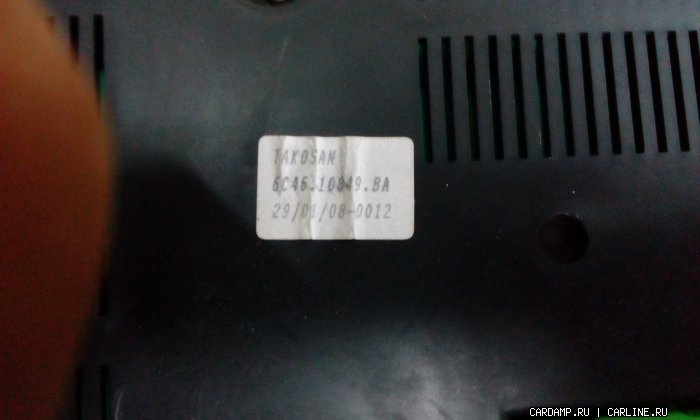 TAKOSAN
6C46.10849.BA
29/01/08-0012
CARDAMP.RU | CARLINE.RU